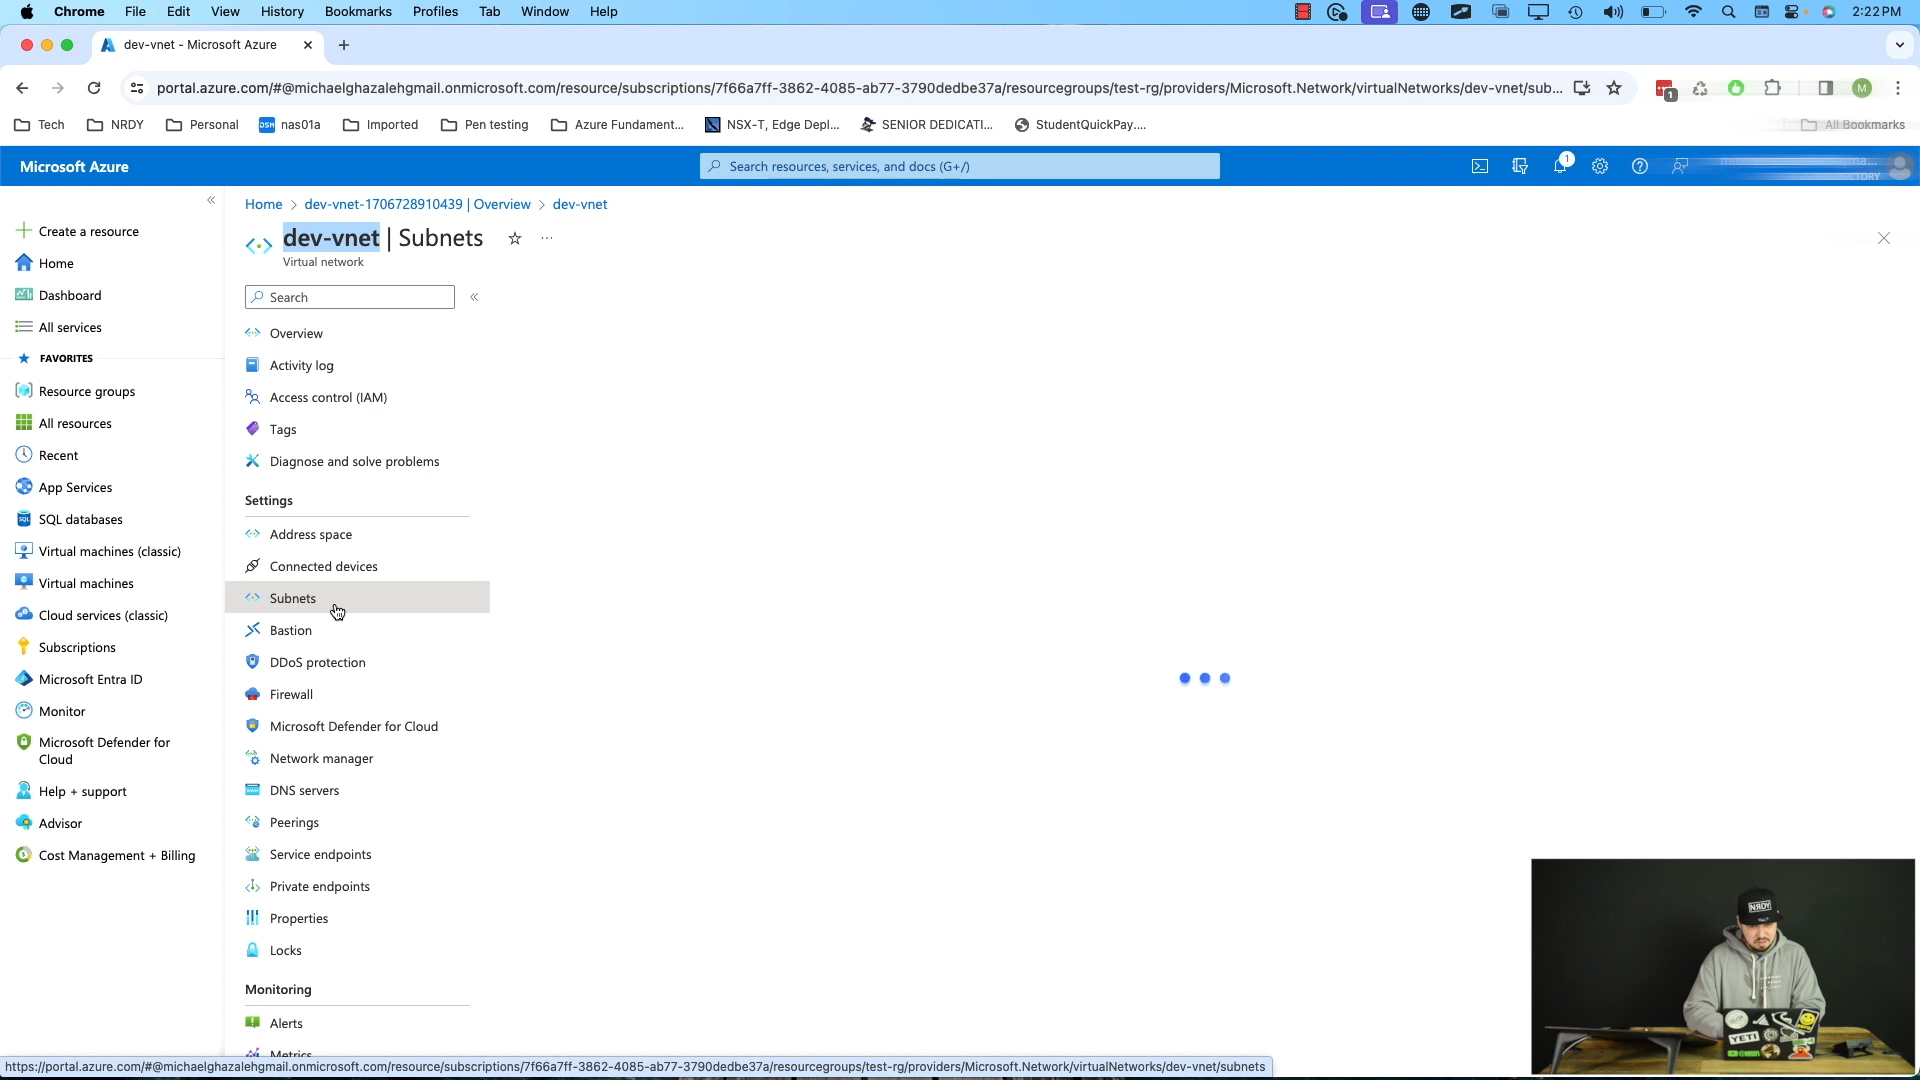 Chrome File Edit View History Bookmarks Profiles Tab Window Help 2:22 PM
dev-vnet - Microsoft Azure
portal.azure.com/#@michaelghazalehgmail.onmicrosoft.com/resource/subscriptions/7f66a7ff-3862-4085-ab77-3790dedbe37a/resourcegroups/test-rg/providers/Microsoft.Network/virtualNetworks/dev-vnet/sub... 1 M
Tech NRDY Personal DSM nas01a Imported Pen testing Azure Fundament... NSX-T, Edge Depl... SENIOR DEDICATI... StudentQuickPay.... All Bookmarks
Microsoft Azure Search resources, services, and docs (G+/) 1
Home > dev-vnet-1706728910439 | Overview > dev-vnet
dev-vnet | Subnets
Virtual network
Search
Create a resource
Home
Dashboard
All services
FAVORITES
Resource groups
All resources
Recent
App Services
SQL databases
Virtual machines (classic)
Virtual machines
Cloud services (classic)
Subscriptions
Microsoft Entra ID
Monitor
Microsoft Defender for
Cloud
Help + support
Advisor
Cost Management + Billing
Overview
Activity log
Access control (IAM)
Tags
Diagnose and solve problems
Settings
Address space
Connected devices
Subnets
Bastion
DDoS protection
Firewall
Microsoft Defender for Cloud
Network manager
DNS servers
Peerings
Service endpoints
Private endpoints
Properties
Locks
Monitoring
Alerts
Metrics
https://portal.azure.com/#@michaelghazalehgmail.onmicrosoft.com/resource/subscriptions/7f66a7ff-3862-4085-ab77-3790dedbe37a/resourcegroups/test-rg/providers/Microsoft.Network/virtualNetworks/dev-vnet/subnets
NRDY
YETI